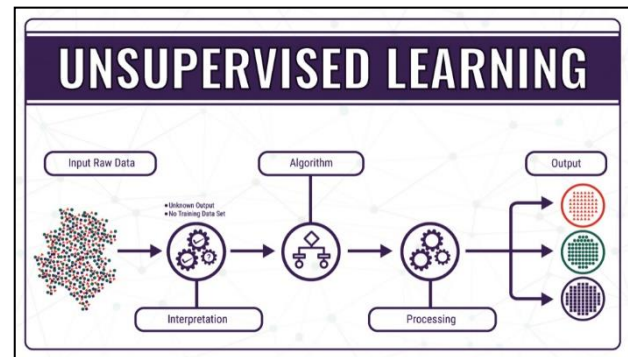 UNSUPERVISED LEARNING
Input Raw Data
Algorithm
Output
• Unknown Output
• No Training Data Set
Interpretation
Processing